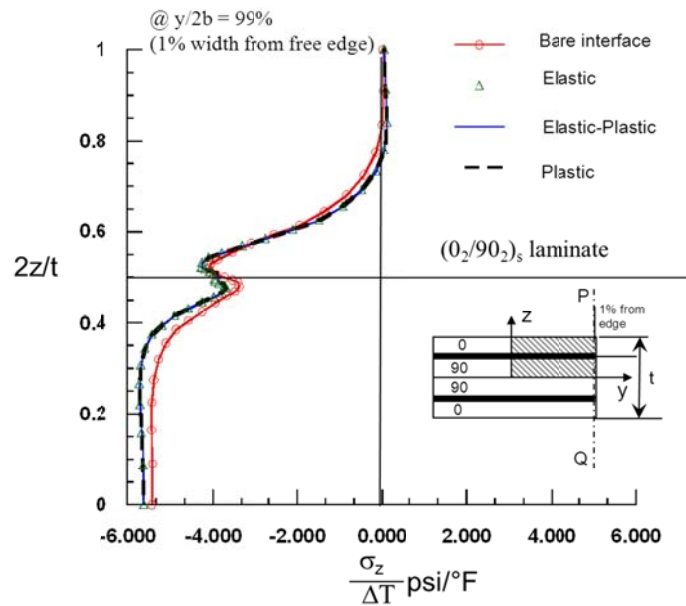 @ y/2b = 99%
(1% width from free edge)
Bare interface
Elastic
Elastic-Plastic
Plastic
1
0.8
0.6
0.4
0.2
0
2z/t
(0₂/90₂)ₛ laminate
P
1% from
edge
z
0
90
90
0
t
y
Q
-6.000 -4.000 -2.000 0.000 2.000 4.000 6.000
σz
ΔT
psi/°F